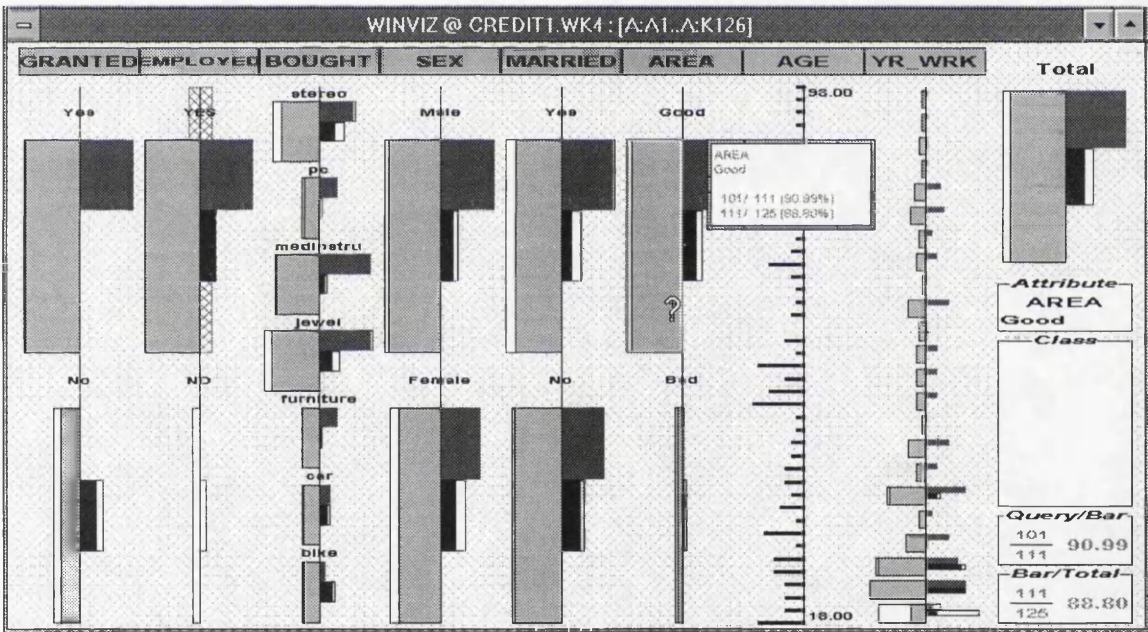 WINVIZ @ CREDIT1.WK4 : [A:A1..A:K126]
GRANTED EMPLOYED BOUGHT SEX MARRIED AREA AGE YR_WRK
Total
Yes YES stereo Male Yes Good 98.00
AREA
Good
101/ 111 (90.99%)
111/ 125 (88.80%)
pc
medinstru
jewel
No NO Female No Bad
furniture
car
bike
18.00
Attribute
AREA
Good
Class
Query/Bar
101
111 90.99
Bar/Total
111
125 88.80